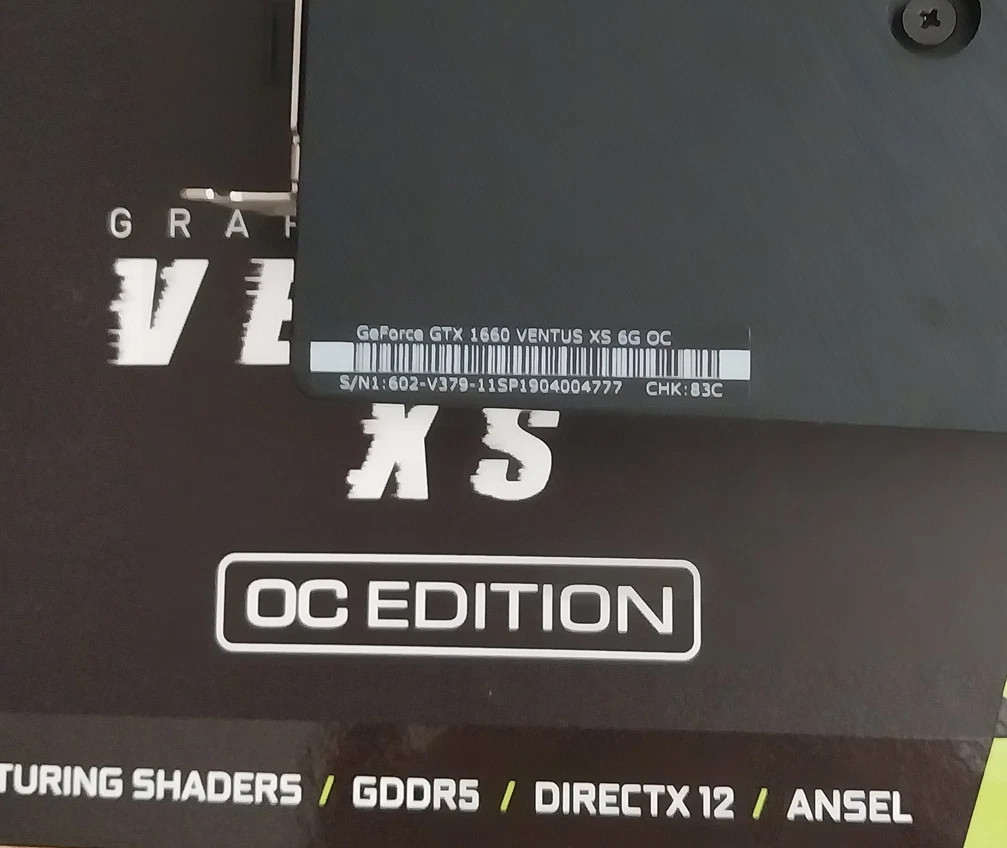 G R A
V E
GeForce GTX 1660 VENTUS XS 6G OC
S/N1:602-V379-11SP1904004777 CHK:83C
XS
OC EDITION
TURING SHADERS / GDDR5 / DIRECTX 12 / ANSEL